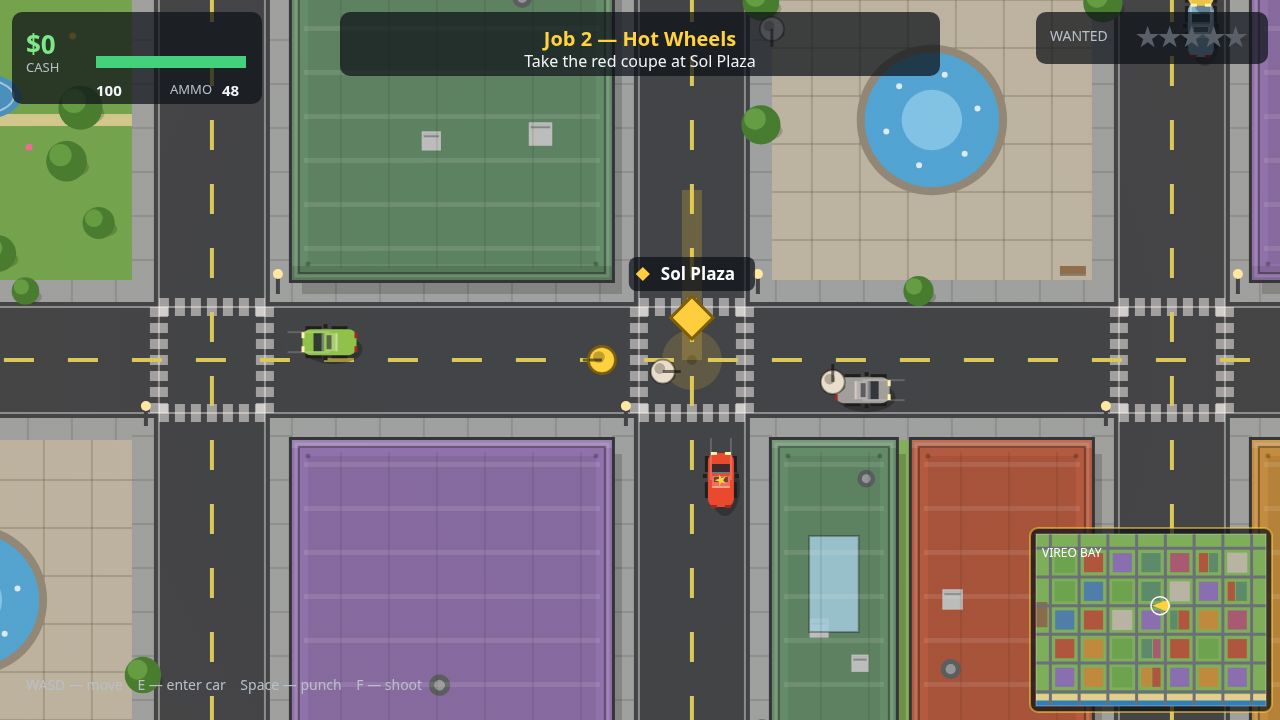 $0
CASH
100
AMMO 48
Job 2 — Hot Wheels
Take the red coupe at Sol Plaza
WANTED
Sol Plaza
VIREO BAY
WASD — move E — enter car Space — punch F — shoot